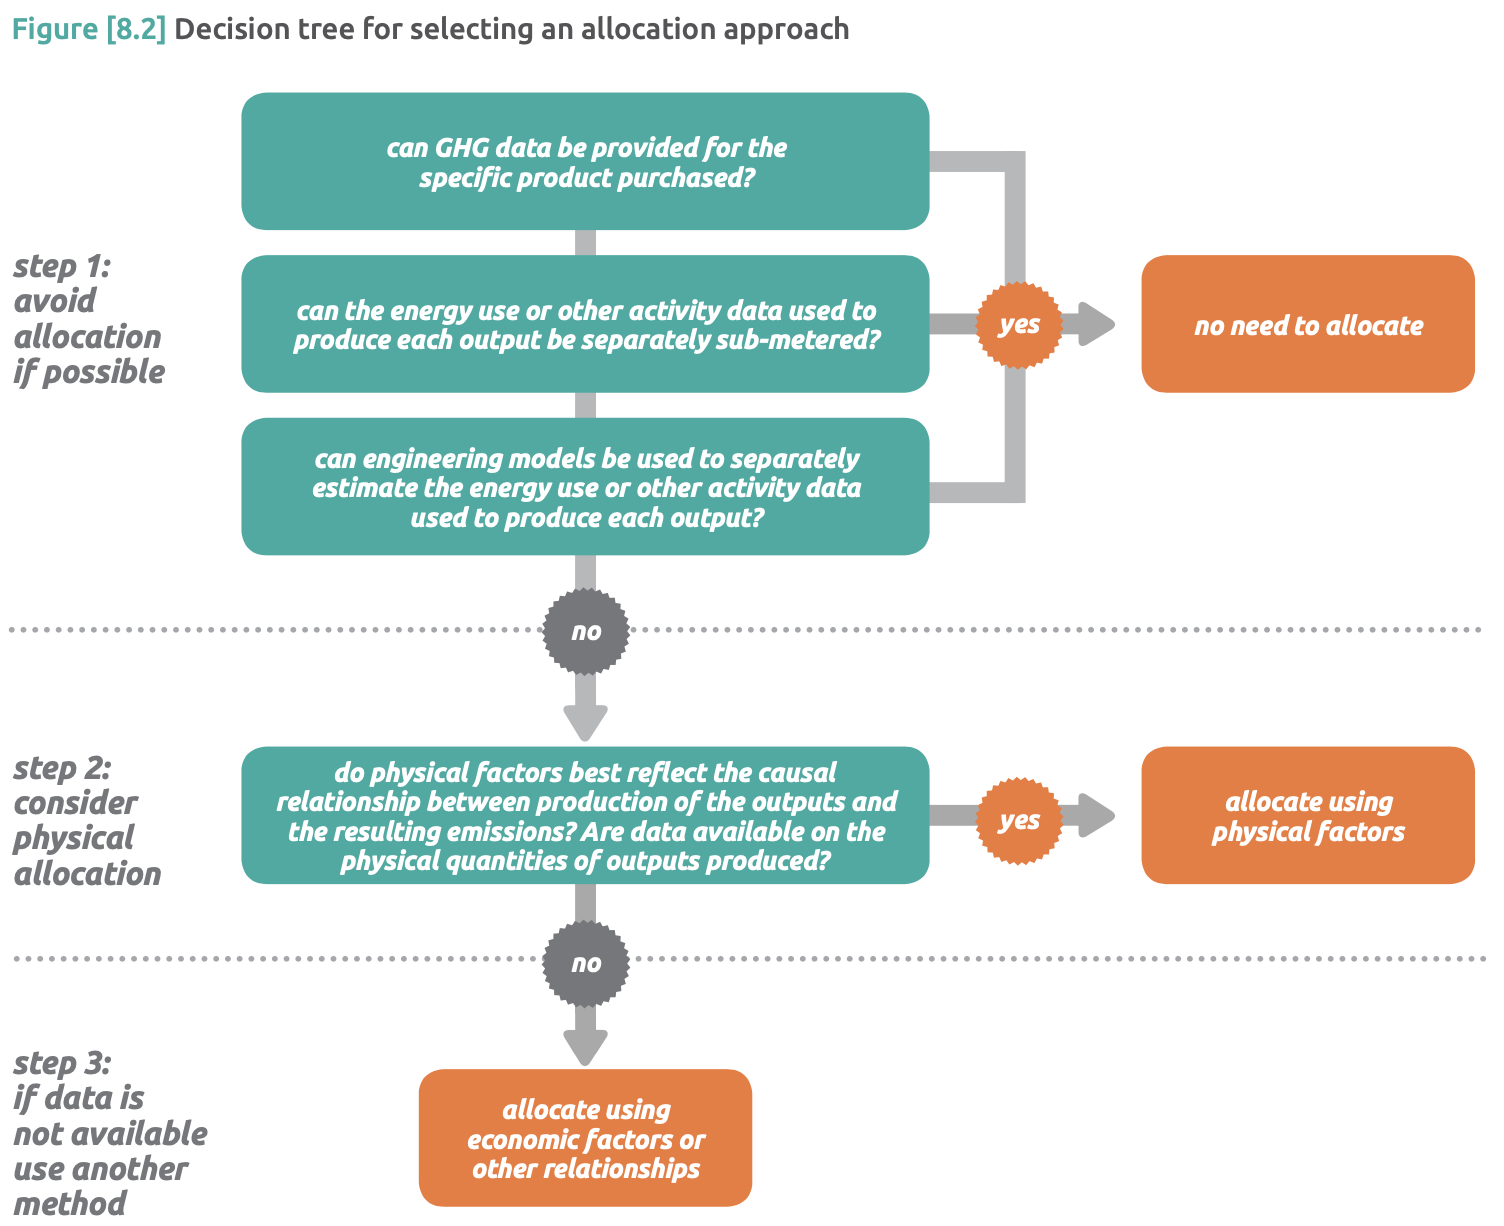 Figure [8.2] Decision tree for selecting an allocation approach
step 1:
avoid
allocation
if possible
can GHG data be provided for the
specific product purchased?
can the energy use or other activity data used to
produce each output be separately sub-metered?
can engineering models be used to separately
estimate the energy use or other activity data
used to produce each output?
yes
no need to allocate
no
step 2:
consider
physical
allocation
do physical factors best reflect the causal
relationship between production of the outputs and
the resulting emissions? Are data available on the
physical quantities of outputs produced?
yes
allocate using
physical factors
no
step 3:
if data is
not available
use another
method
allocate using
economic factors or
other relationships